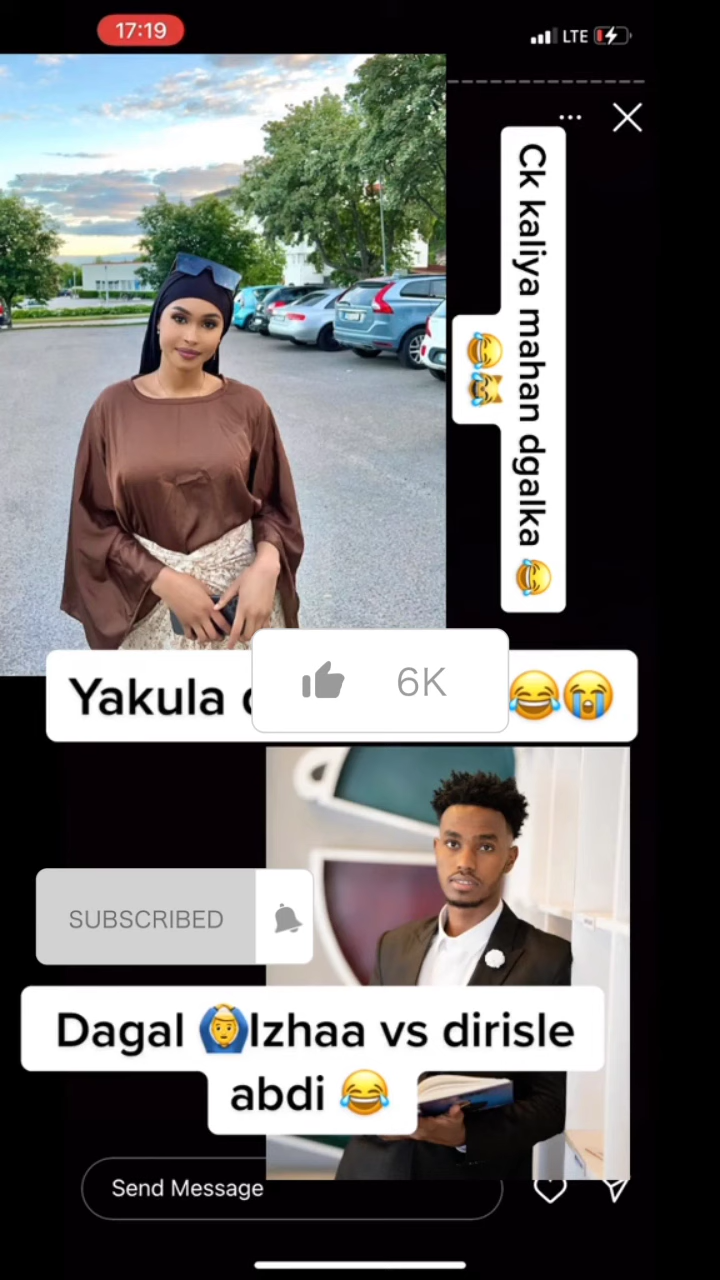 17:19
LTE
Ck kaliya mahan dgalka 😂
😂😹
Yakula 😂😭
6K
SUBSCRIBED
Dagal 🙆‍♂️Izhaa vs dirisle
abdi 😂
Send Message